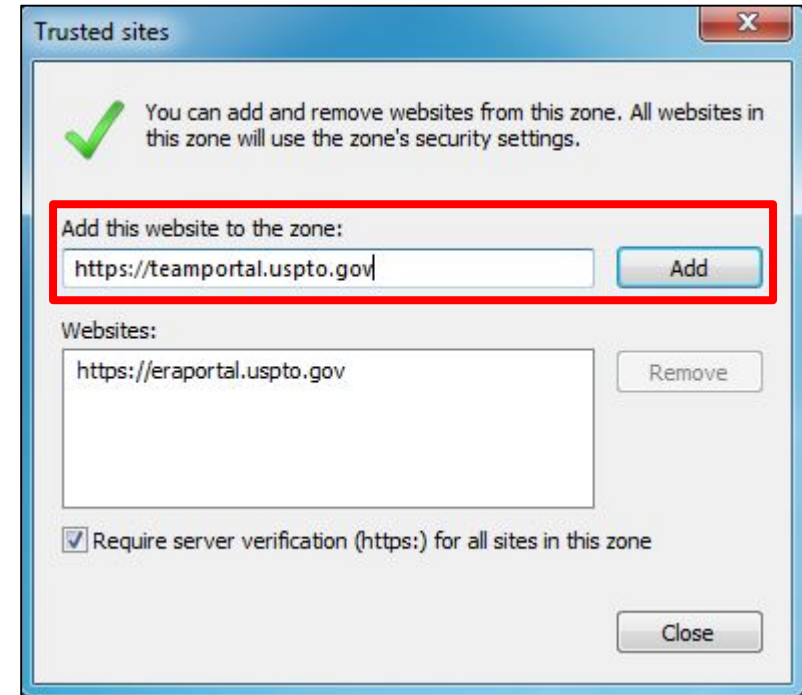 Trusted sites
You can add and remove websites from this zone. All websites in
this zone will use the zone's security settings.
Add this website to the zone:
https://teamportal.uspto.gov
Add
Websites:
https://eraportal.uspto.gov
Remove
Require server verification (https:) for all sites in this zone
Close